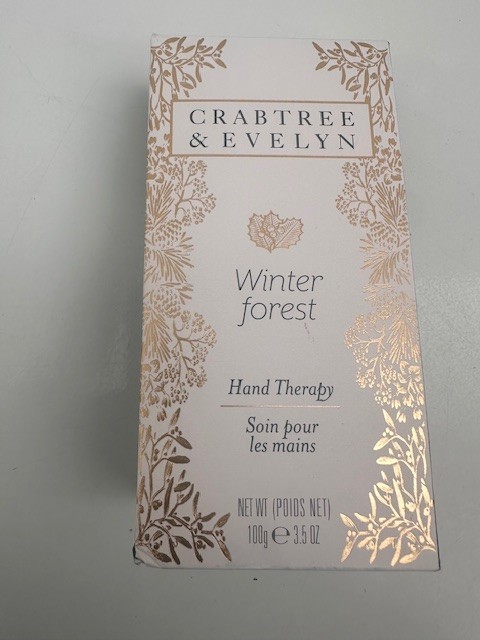 CRABTREE
& EVELYN
Winter
forest
Hand Therapy
Soin pour
les mains
NET WT (POIDS NET)
100g ℮ 3.5 OZ